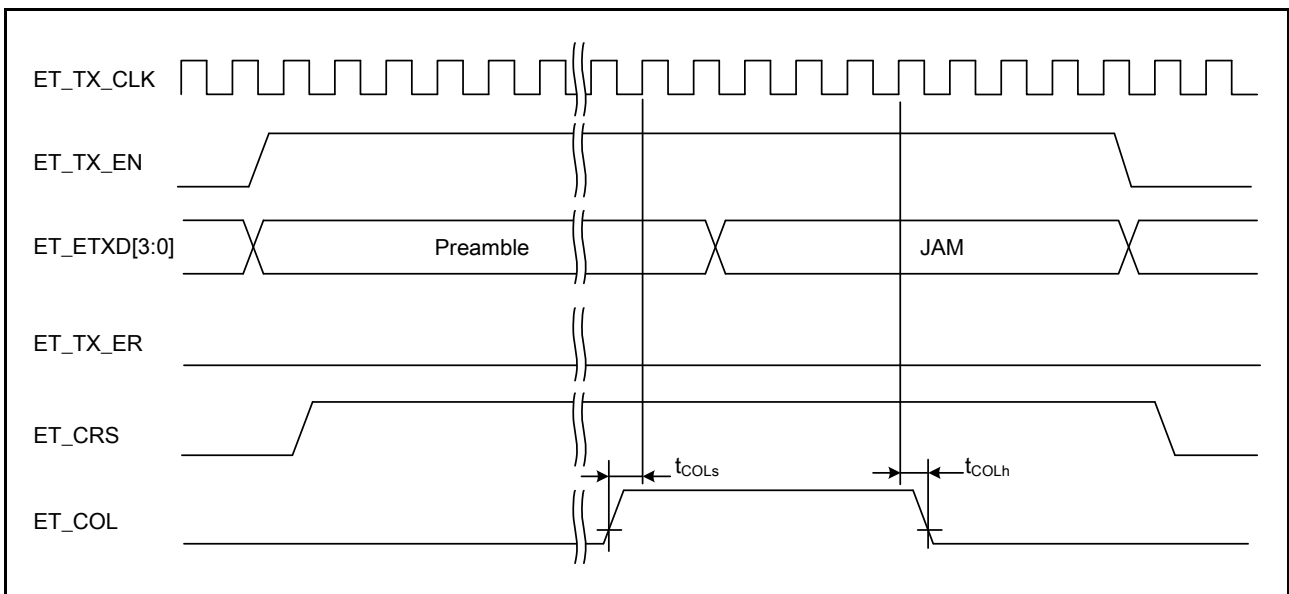 ET_TX_CLK
ET_TX_EN
ET_ETXD[3:0]
Preamble
JAM
ET_TX_ER
ET_CRS
tCOLs
tCOLh
ET_COL